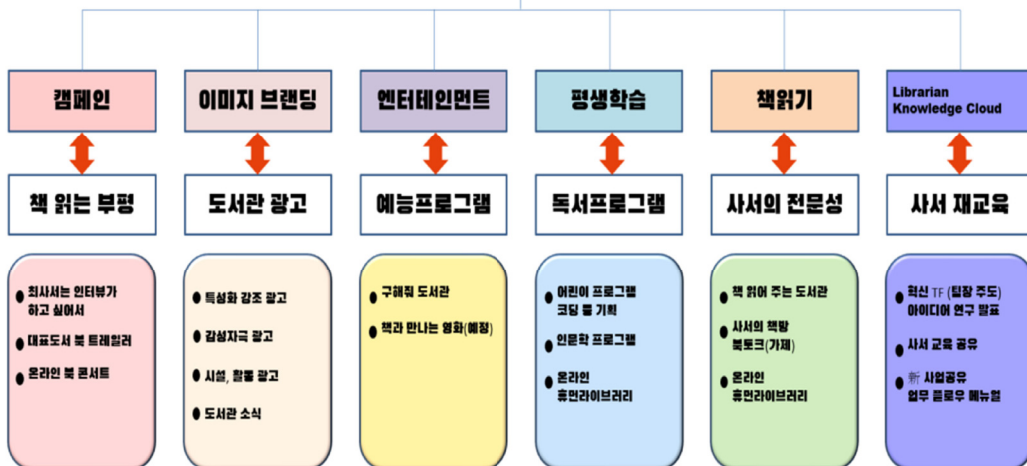 캠페인
이미지 브랜딩
엔터테인먼트
평생학습
책읽기
Librarian
Knowledge Cloud
책 읽는 부평
도서관 광고
예능프로그램
독서프로그램
사서의 전문성
사서 재교육
최사서는 인터뷰가
하고 싶어서
대표도서 북 트레일러
온라인 북 콘서트
특성화 강조 광고
감성자극 광고
시설, 활동 광고
도서관 소식
구해줘 도서관
책과 만나는 영화(예정)
어린이 프로그램
코딩 등 기획
인문학 프로그램
온라인
휴먼라이브러리
책 읽어 주는 도서관
사서의 책방
북토크(가제)
온라인
휴먼라이브러리
혁신 TF (팀장 주도)
아이디어 연구 발표
사서 교육 공유
新 사업공유
업무 플로우 메뉴얼